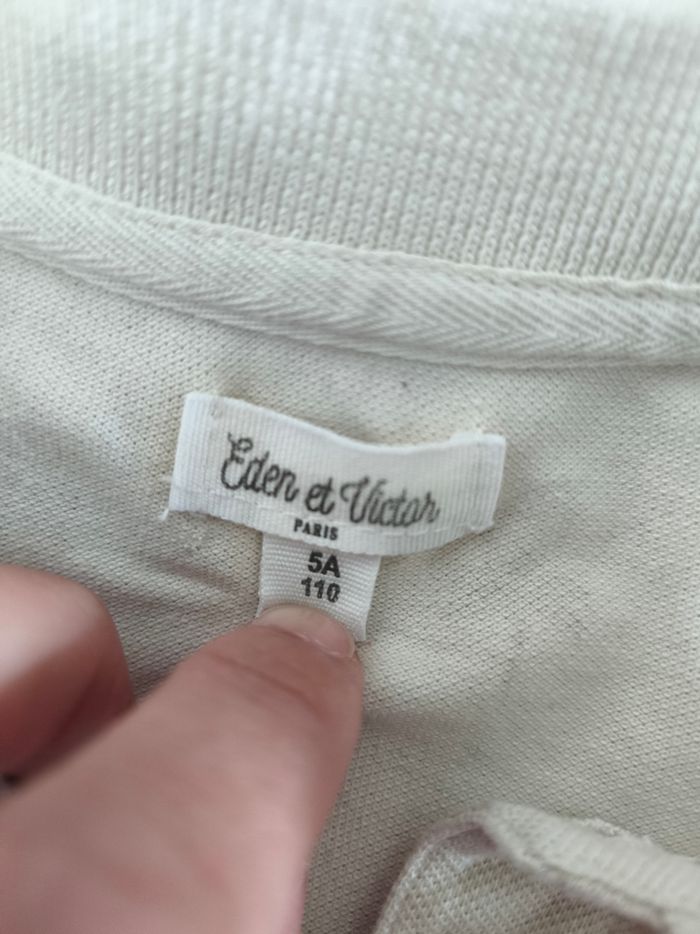 Eden et Victor
PARIS
5A
110